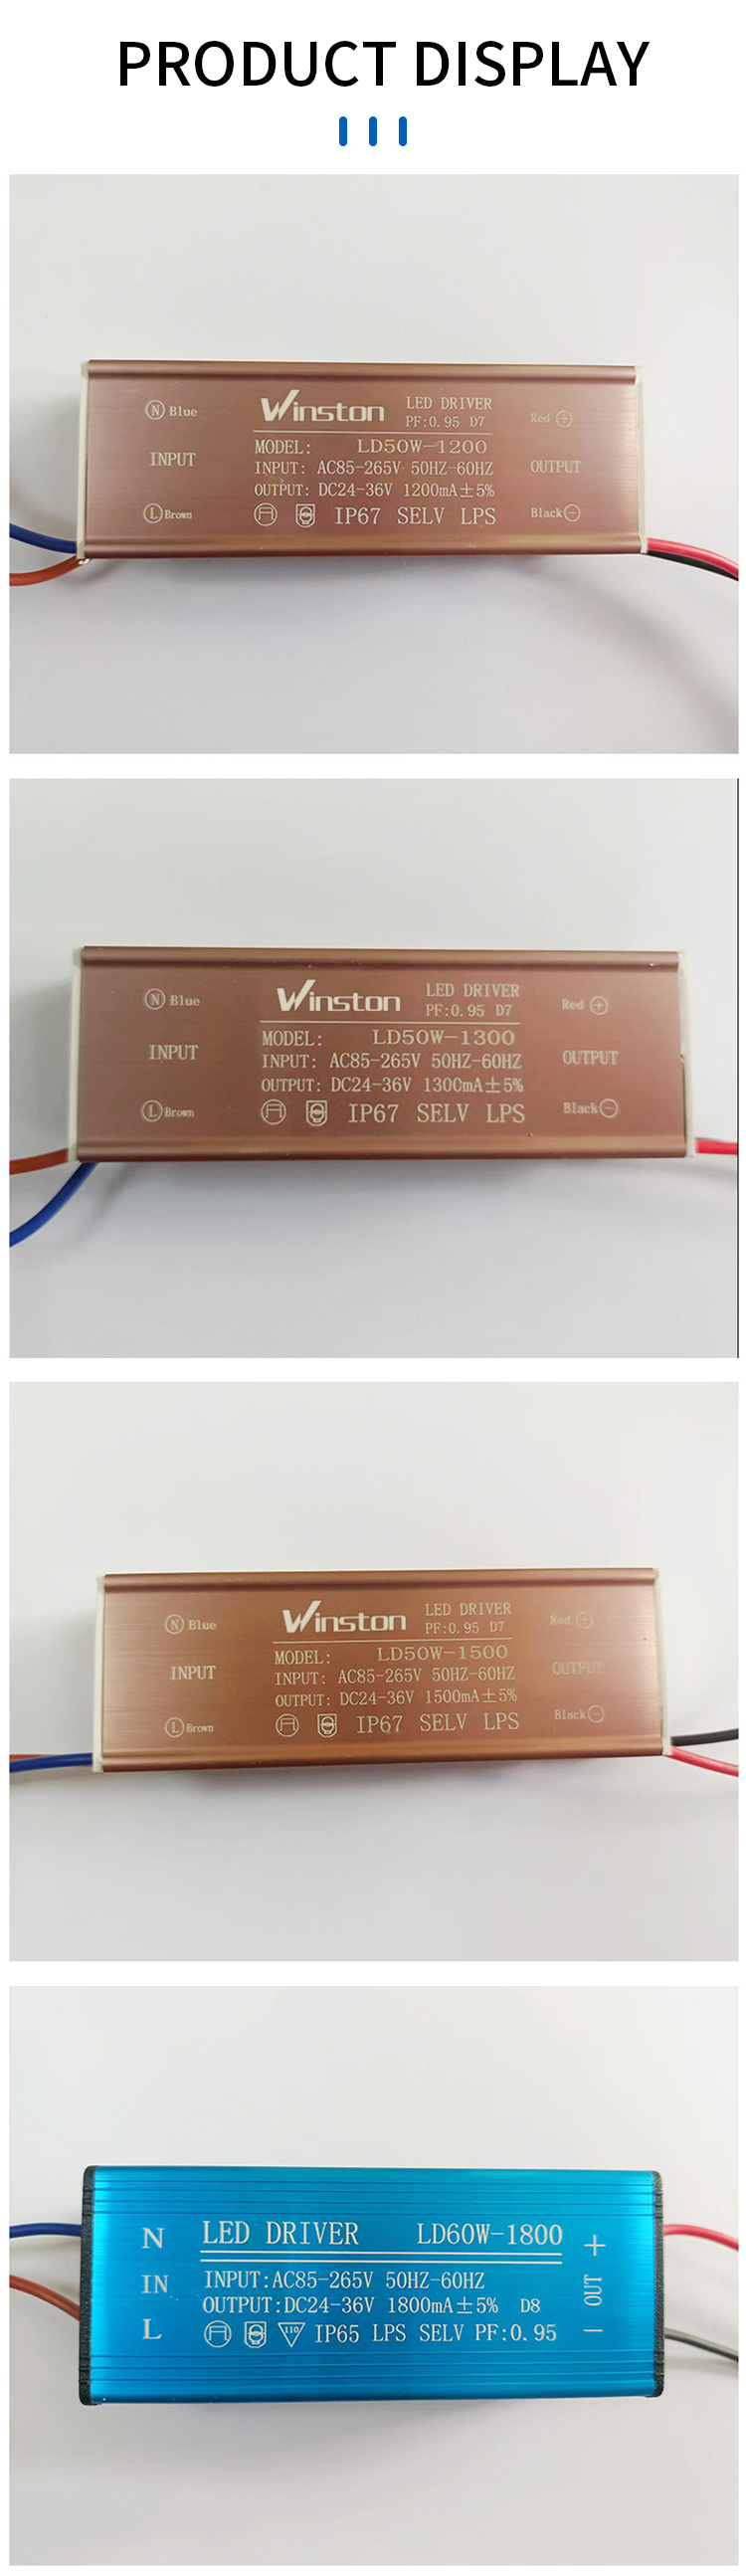 PRODUCT DISPLAY
Winston LED DRIVER
PF:0.95 D7
N Blue
INPUT
L Brown
MODEL: LD50W-1200
INPUT: AC85-265V 50HZ-60HZ
OUTPUT: DC24-36V 1200mA±5%
IP67 SELV LPS
Red +
OUTPUT
Black -
Winston LED DRIVER
PF:0.95 D7
N Blue
INPUT
L Brown
MODEL: LD50W-1300
INPUT: AC85-265V 50HZ-60HZ
OUTPUT: DC24-36V 1300mA±5%
IP67 SELV LPS
Red +
OUTPUT
Black -
Winston LED DRIVER
PF:0.95 D7
N Blue
INPUT
L Brown
MODEL: LD50W-1500
INPUT: AC85-265V 50HZ-60HZ
OUTPUT: DC24-36V 1500mA±5%
IP67 SELV LPS
Red +
OUTPUT
Black -
N
IN
L
LED DRIVER LD60W-1800
INPUT:AC85-265V 50HZ-60HZ
OUTPUT:DC24-36V 1800mA±5% D8
110 IP65 LPS SELV PF:0.95
+
OUT
-